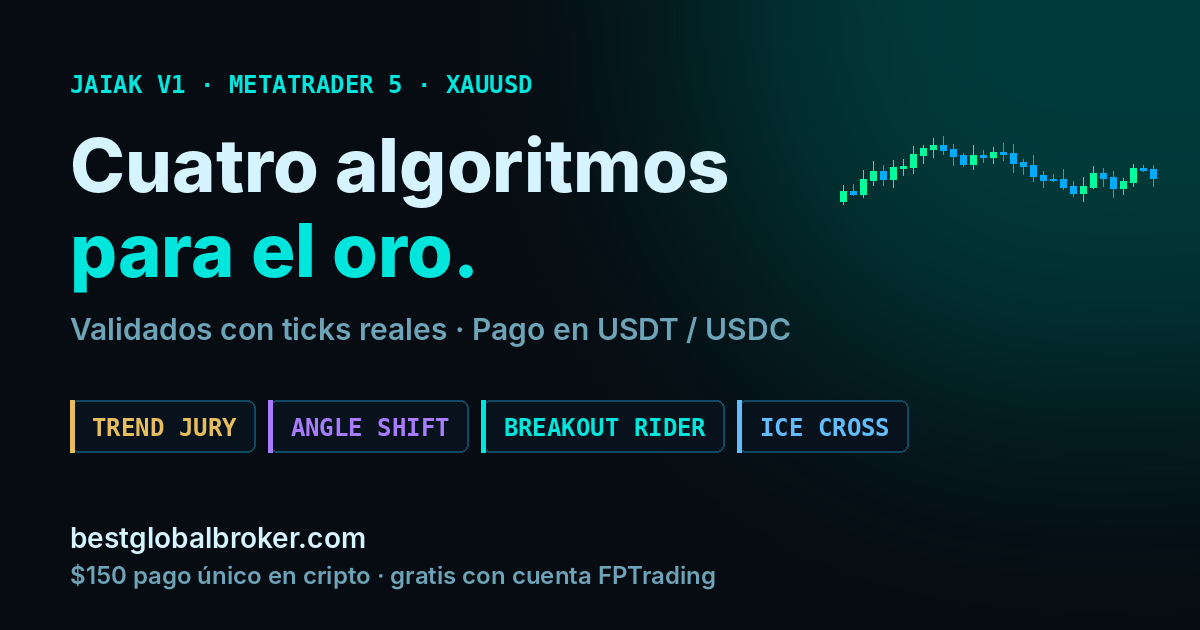 JAIAK V1 · METATRADER 5 · XAUUSD
Cuatro algoritmos
para el oro.
Validados con ticks reales · Pago en USDT / USDC
TREND JURY ANGLE SHIFT BREAKOUT RIDER ICE CROSS
bestglobalbroker.com
$150 pago único en cripto · gratis con cuenta FPTrading